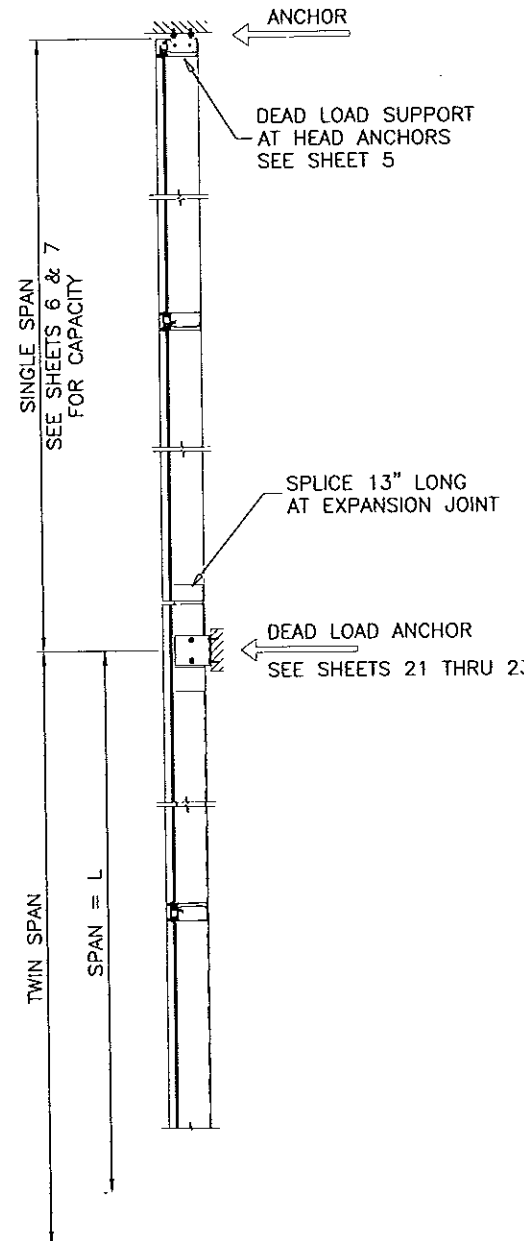 ANCHOR
DEAD LOAD SUPPORT
AT HEAD ANCHORS
SEE SHEET 5
SINGLE SPAN
SEE SHEETS 6 & 7
FOR CAPACITY
SPLICE 13" LONG
AT EXPANSION JOINT
DEAD LOAD ANCHOR
SEE SHEETS 21 THRU
TWIN SPAN
SPAN = L